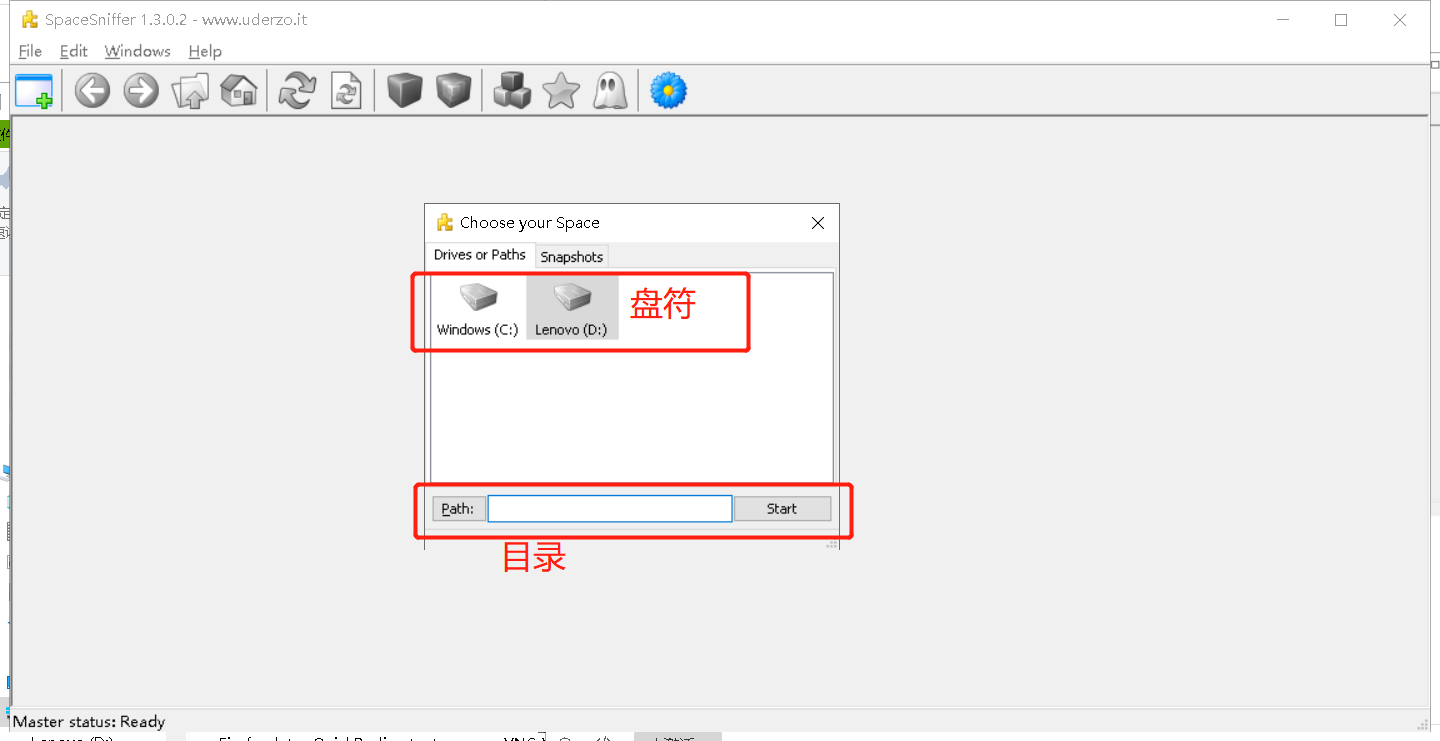 SpaceSniffer 1.3.0.2 - www.uderzo.it
File Edit Windows Help
Choose your Space
Drives or Paths Snapshots
盘符
Windows (C:) Lenovo (D:)
Path: Start
目录
Master status: Ready